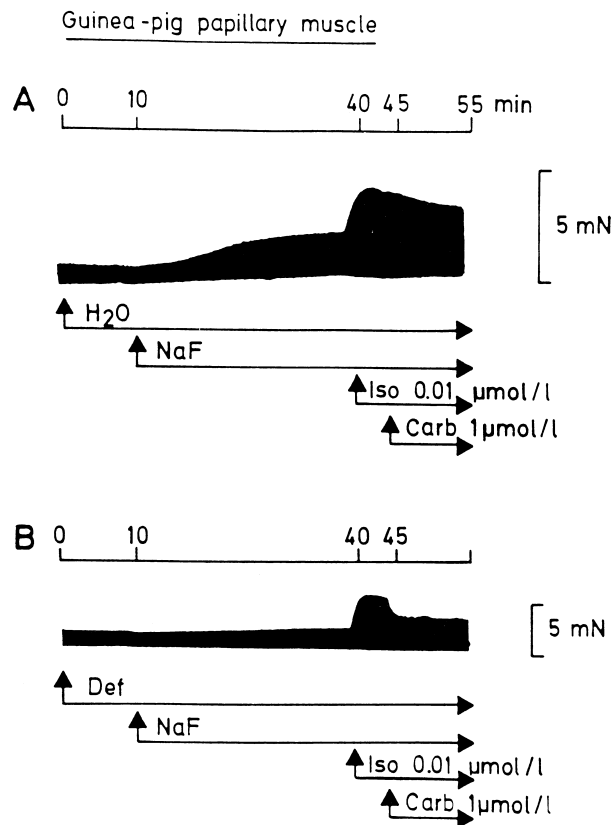 Guinea-pig papillary muscle
A
0 10 40 45 55 min
5 mN
H2O
NaF
Iso 0.01 µmol/l
Carb 1µmol/l
B
0 10 40 45
5 mN
Def
NaF
Iso 0.01 µmol/l
Carb 1µmol/l